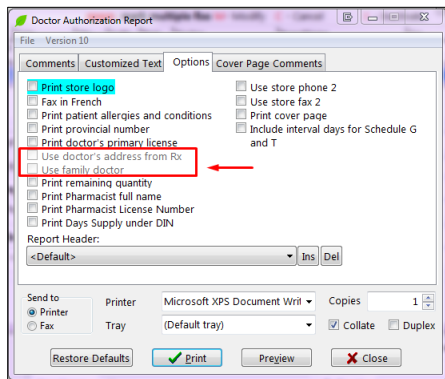 Doctor Authorization Report
File Version 10
Comments Customized Text Options Cover Page Comments
Print store logo
Fax in French
Print patient allergies and conditions
Print provincial number
Print doctor's primary license
Use doctor's address from Rx
Use family doctor
Print remaining quantity
Print Pharmacist full name
Print Pharmacist License Number
Print Days Supply under DIN
Use store phone 2
Use store fax 2
Print cover page
Include interval days for Schedule G
and T
Report Header:
<Default> Ins Del
Send to
Printer
Fax
Printer Microsoft XPS Document Writ Copies 1
Tray (Default tray) Collate Duplex
Restore Defaults Print Preview Close